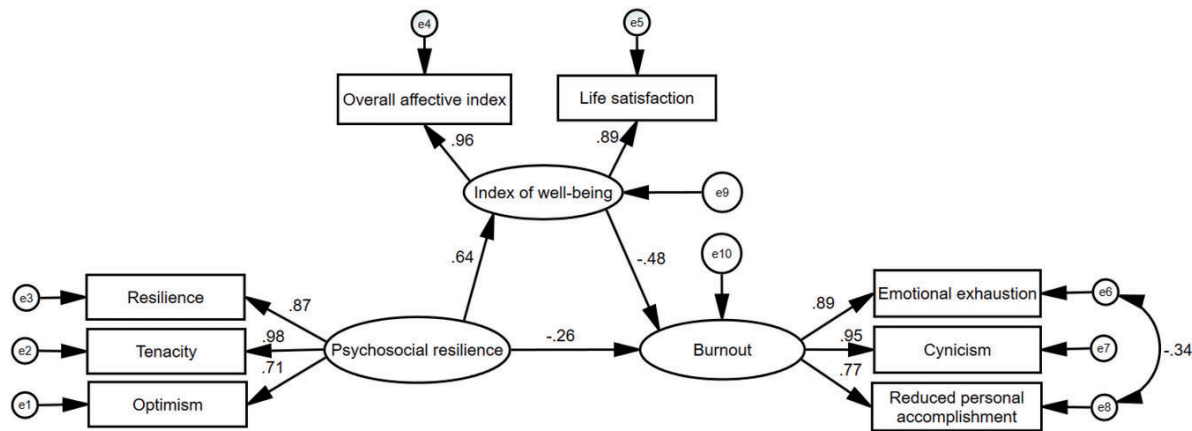 e4
e5
Overall affective index
Life satisfaction
.96
.89
Index of well-being
e9
e10
.64
-.48
e3
Resilience
.87
Emotional exhaustion
e6
.89
e2
Tenacity
.98
Psychosocial resilience
-.26
Burnout
.95
Cynicism
e7
-.34
.71
.77
e1
Optimism
Reduced personal
accomplishment
e8